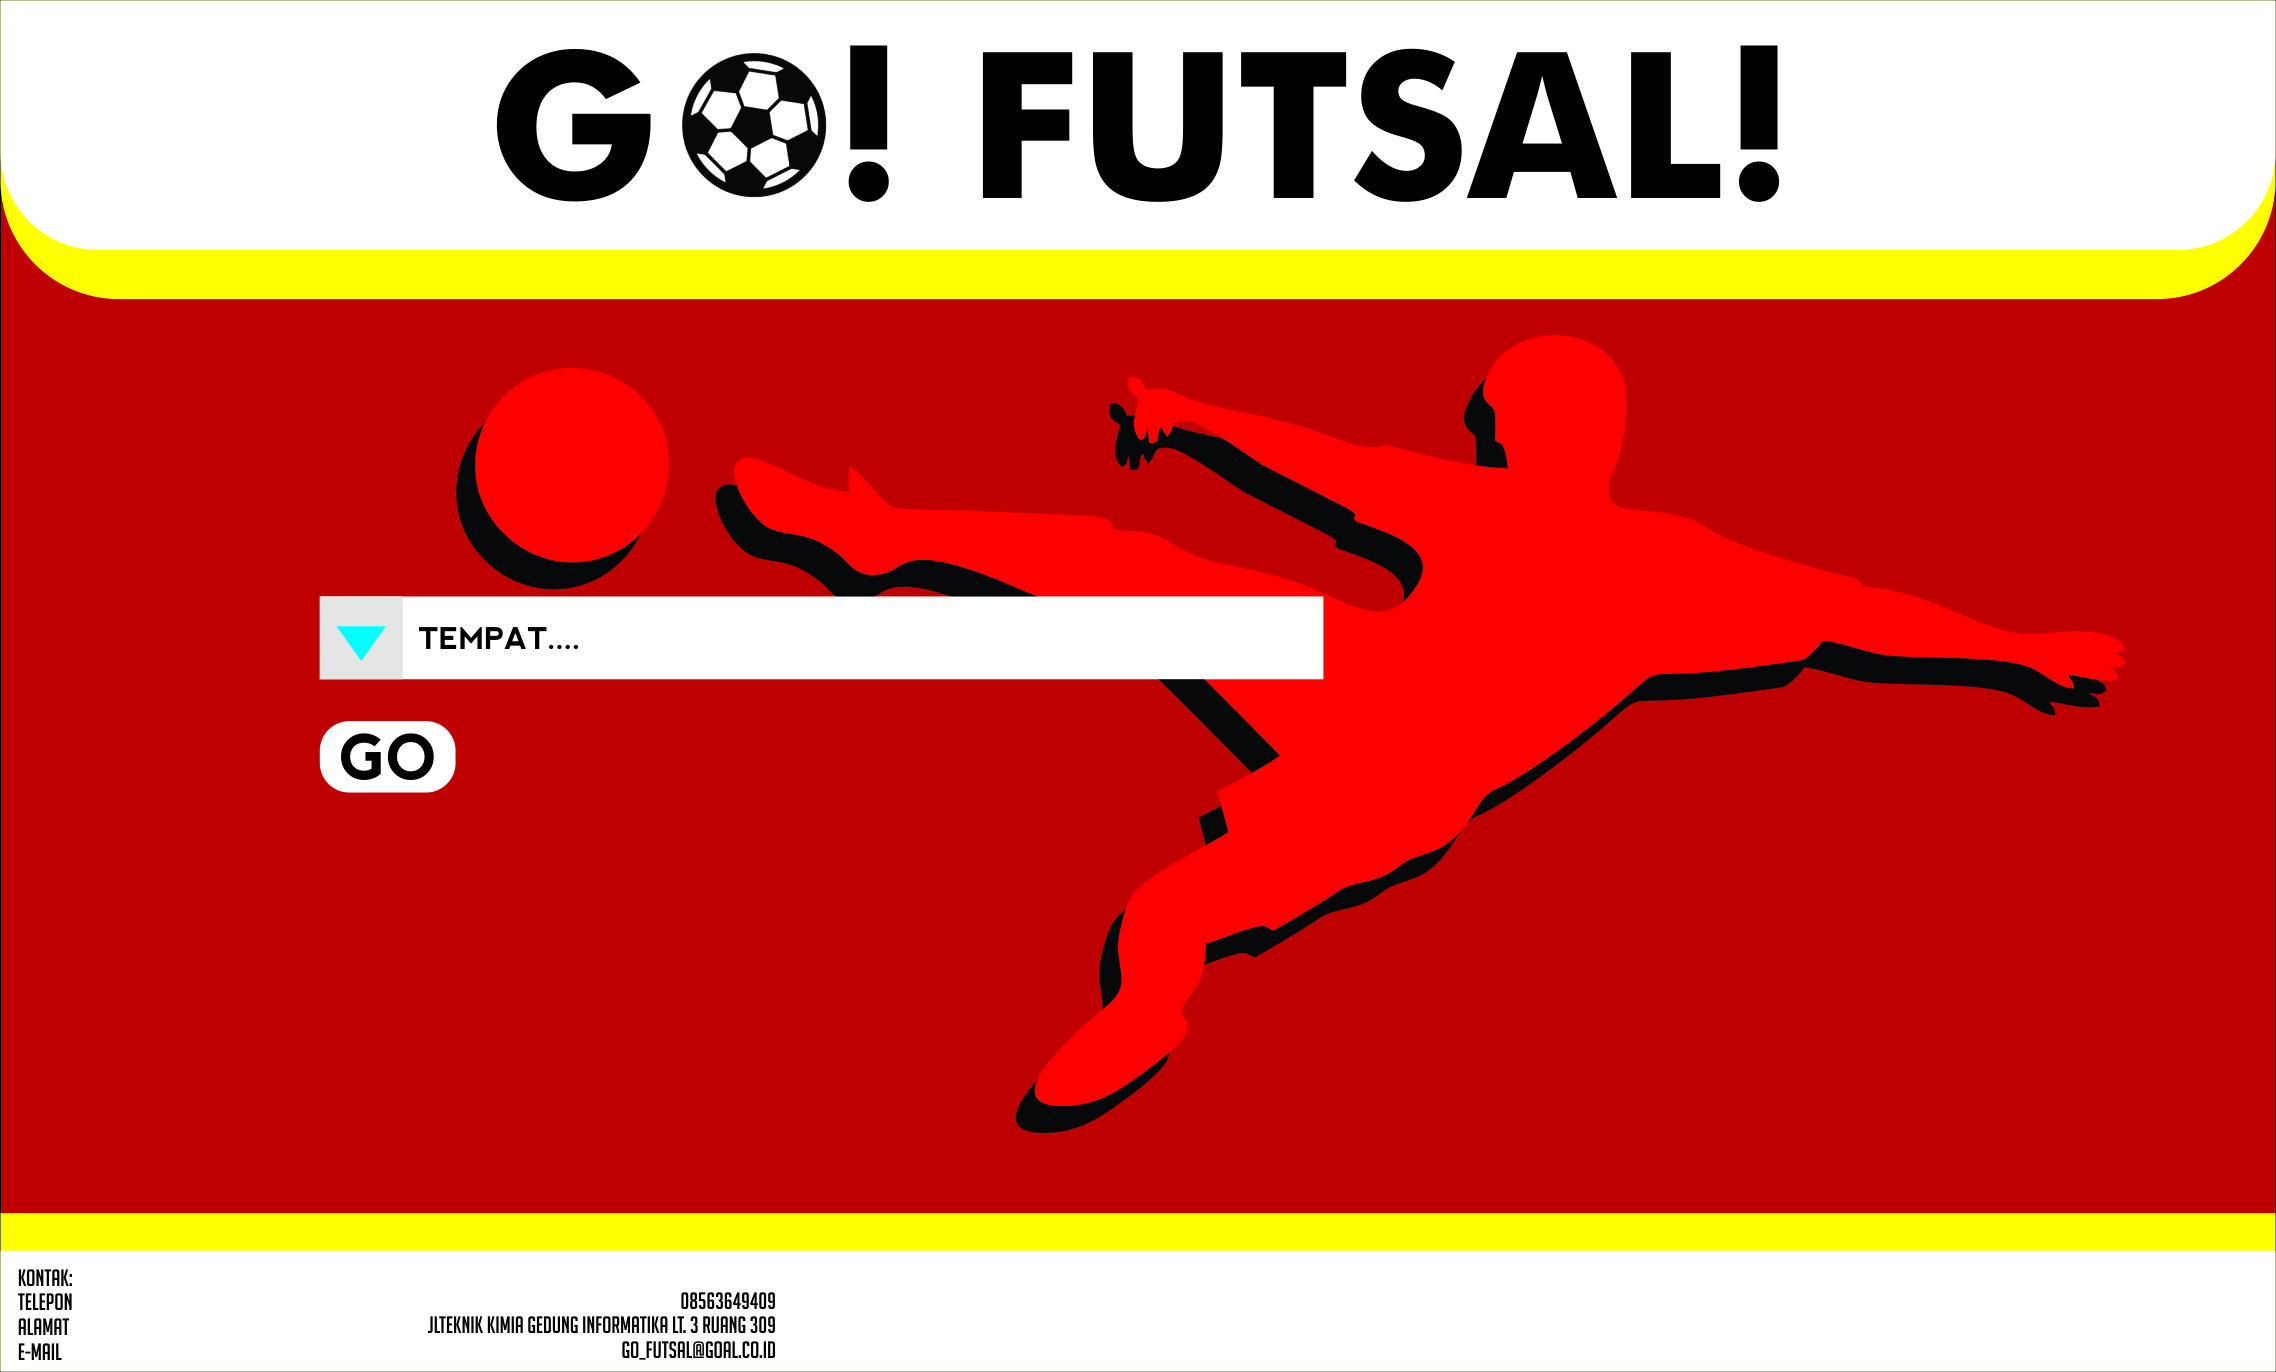 GO! FUTSAL!
TEMPAT....
GO
KONTAK:
TELEPON 08563649409
ALAMAT JLTEKNIK KIMIA GEDUNG INFORMATIKA LT. 3 RUANG 309
E-MAIL GO_FUTSAL@GOAL.CO.ID